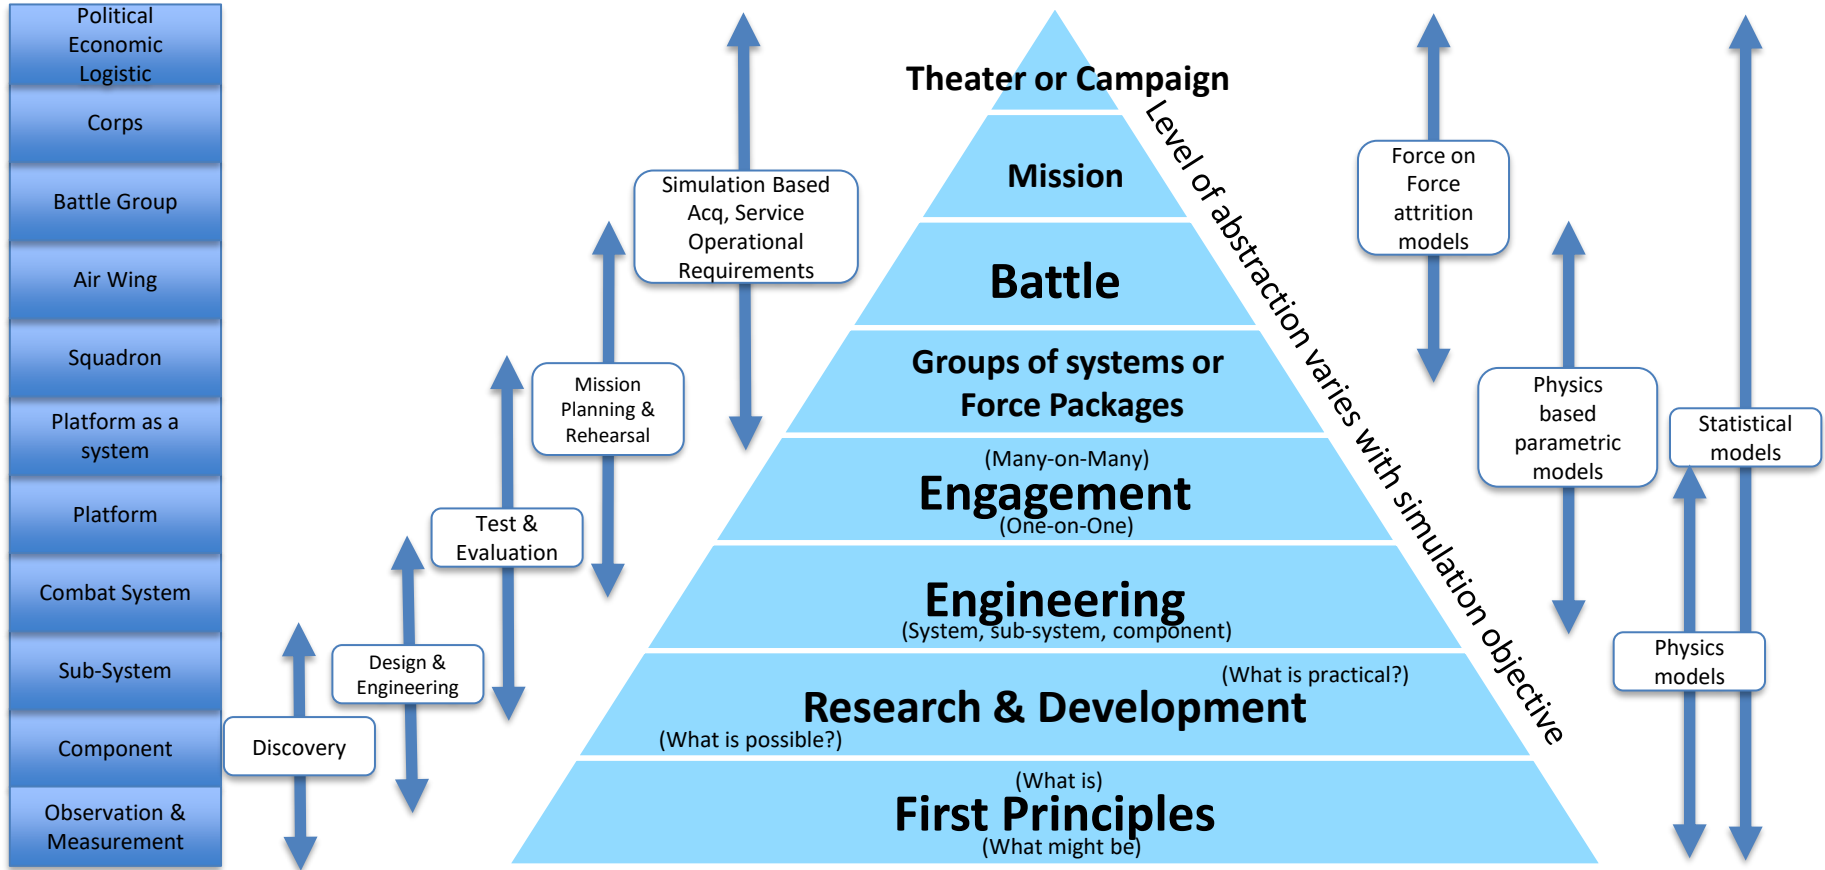 Political
Economic
Logistic
Corps
Battle Group
Air Wing
Squadron
Platform as a
system
Platform
Combat System
Sub-System
Component
Observation &
Measurement
Discovery
Design &
Engineering
Test &
Evaluation
Mission
Planning &
Rehearsal
Simulation Based
Acq, Service
Operational
Requirements
Theater or Campaign
Mission
Battle
Groups of systems or
Force Packages
(Many-on-Many)
Engagement
(One-on-One)
Engineering
(System, sub-system, component)
(What is practical?)
Research & Development
(What is possible?)
(What is)
First Principles
(What might be)
Level of abstraction varies with simulation objective
Force on
Force
attrition
models
Physics
based
parametric
models
Statistical
models
Physics
models